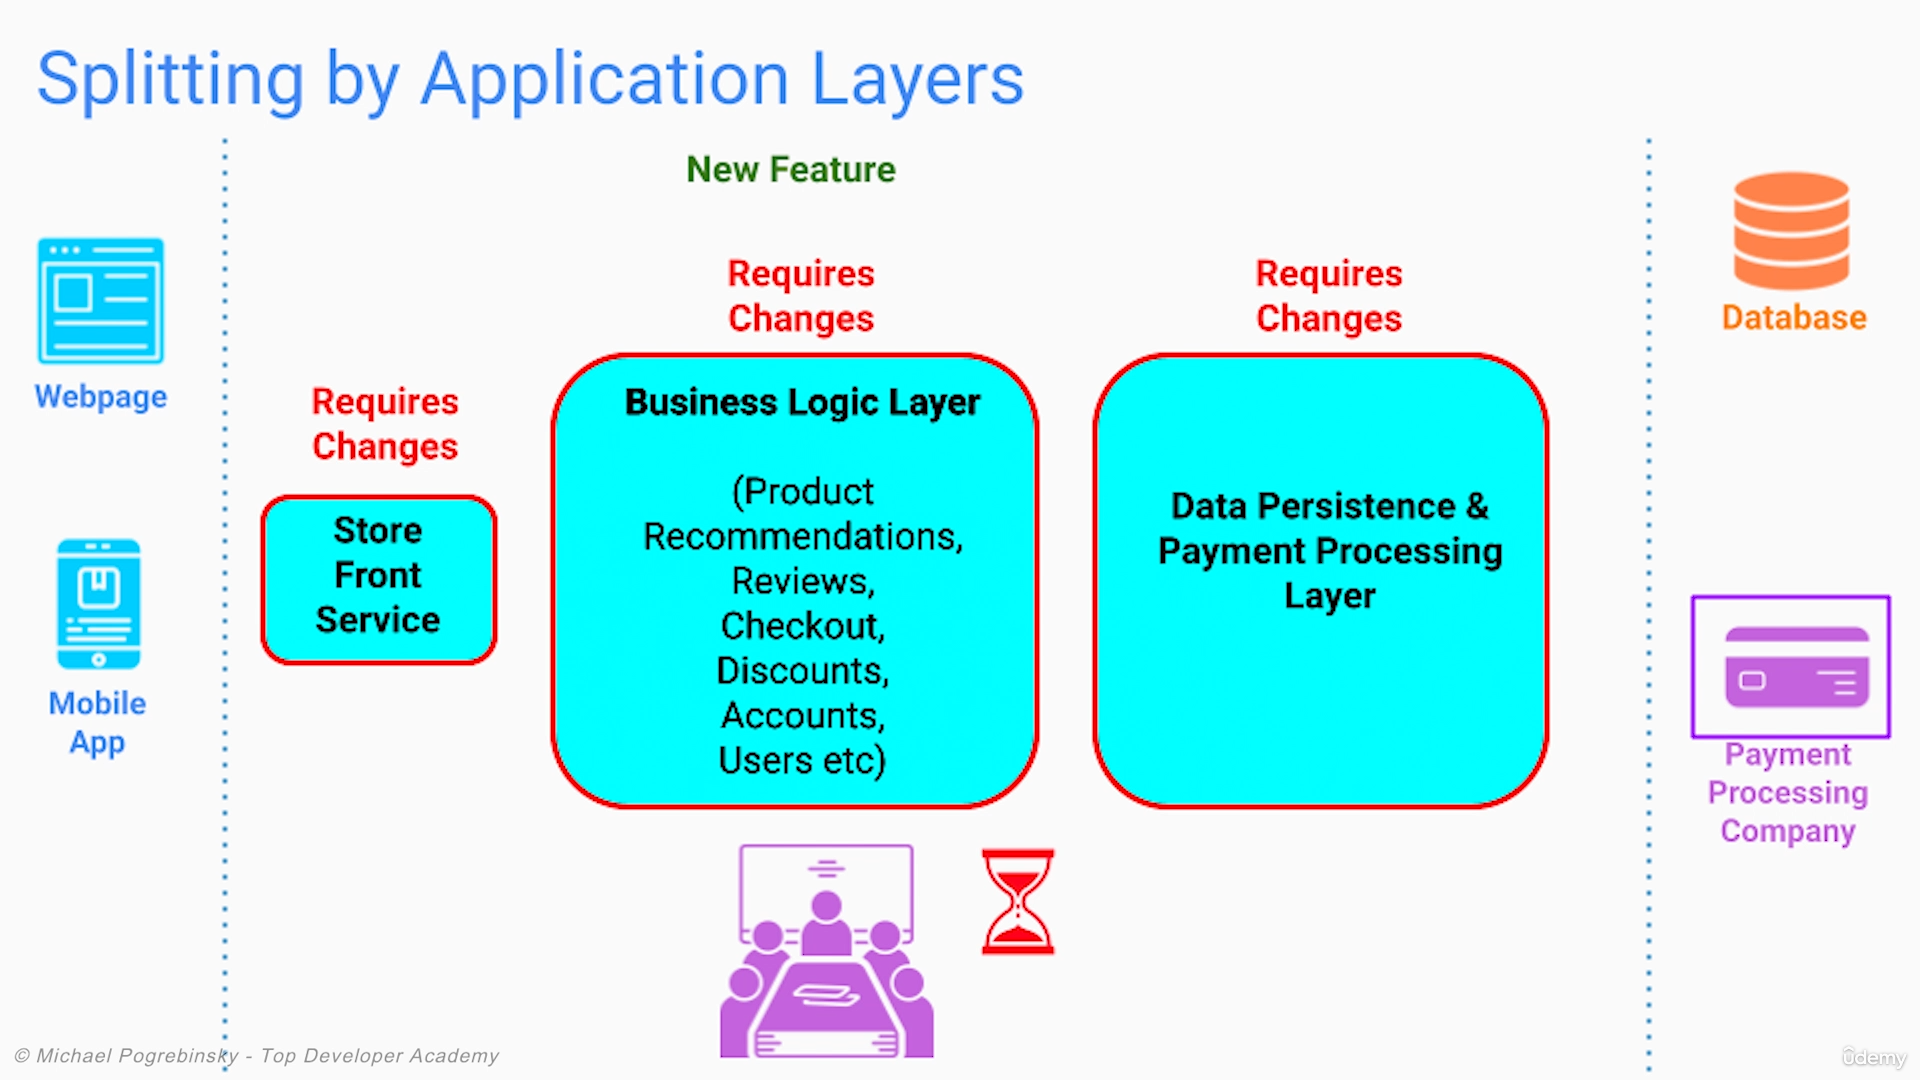 Splitting by Application Layers
New Feature
Webpage
Mobile
App
Requires
Changes
Store
Front
Service
Requires
Changes
Business Logic Layer
(Product
Recommendations,
Reviews,
Checkout,
Discounts,
Accounts,
Users etc)
Requires
Changes
Data Persistence &
Payment Processing
Layer
Database
Payment
Processing
Company
© Michael Pogrebinsky - Top Developer Academy
ûdemy